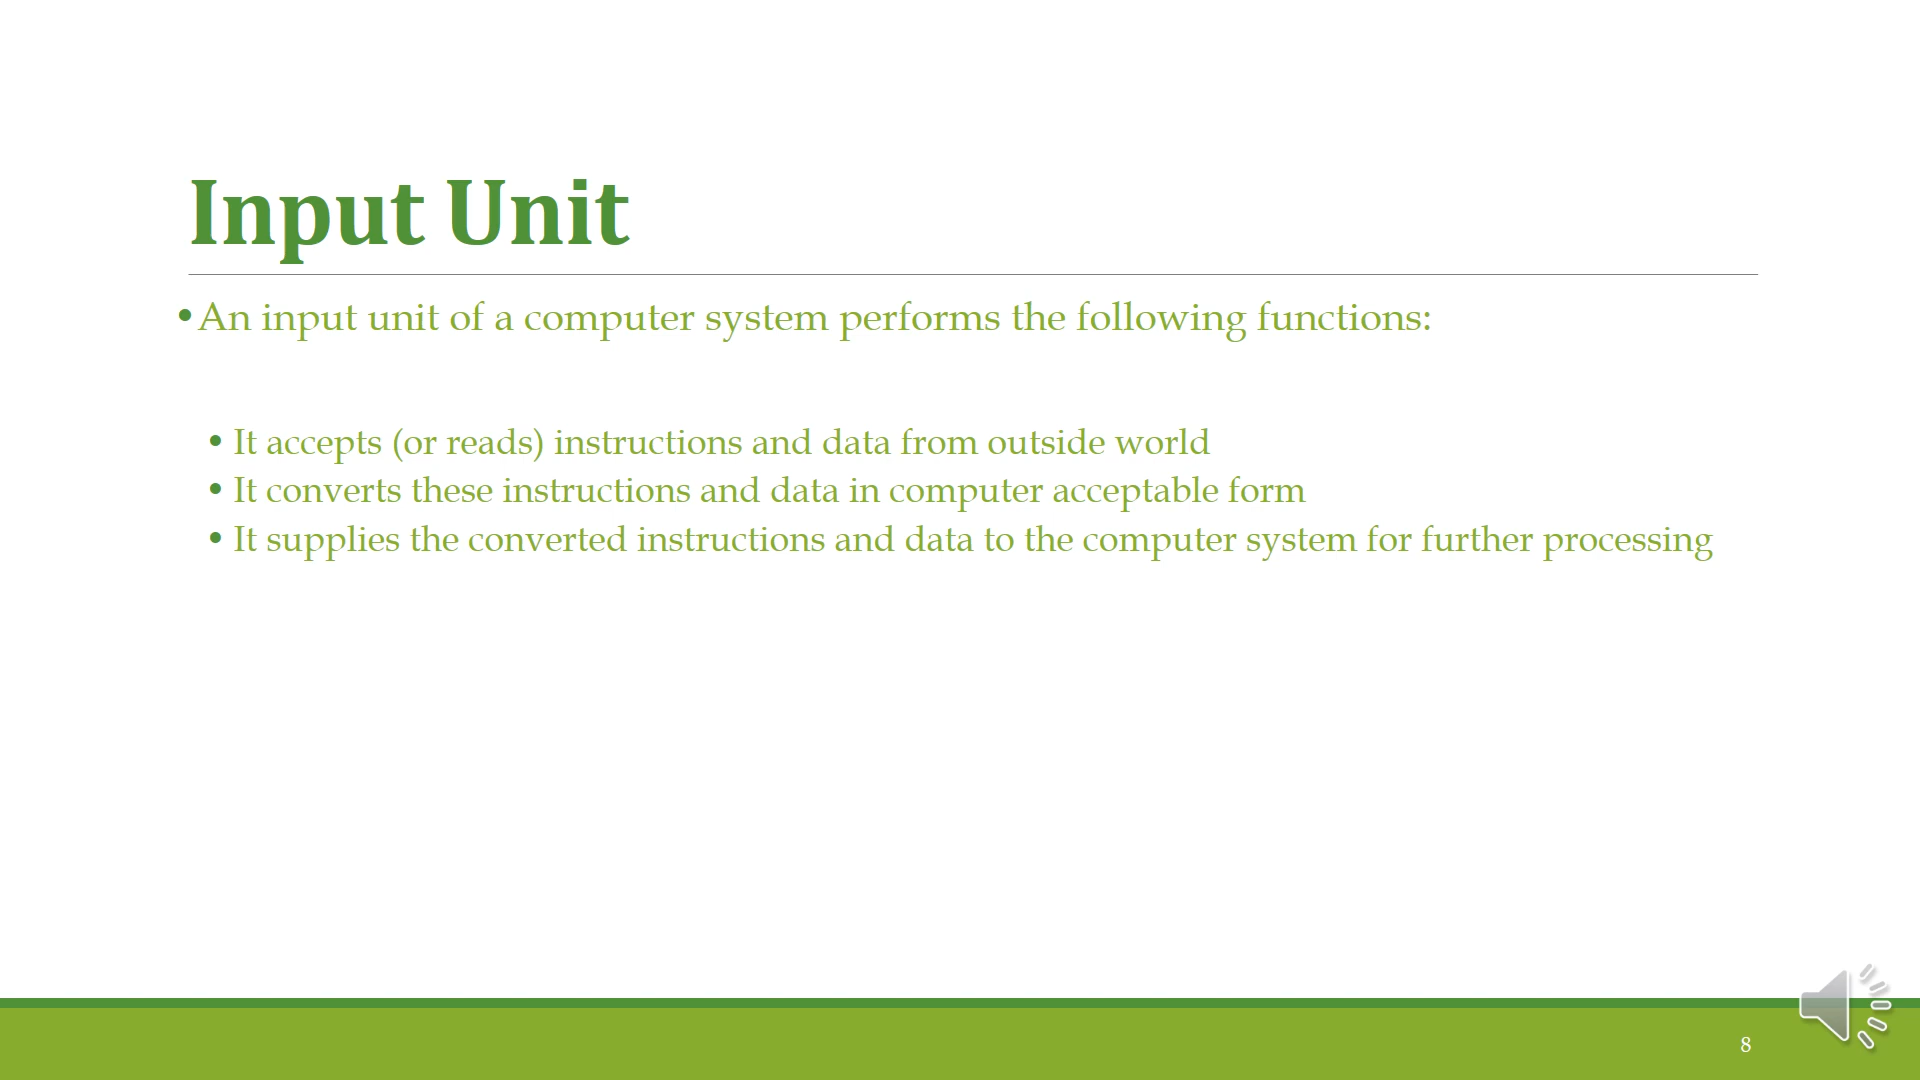 Input Unit
•An input unit of a computer system performs the following functions:
• It accepts (or reads) instructions and data from outside world
• It converts these instructions and data in computer acceptable form
• It supplies the converted instructions and data to the computer system for further processing
8